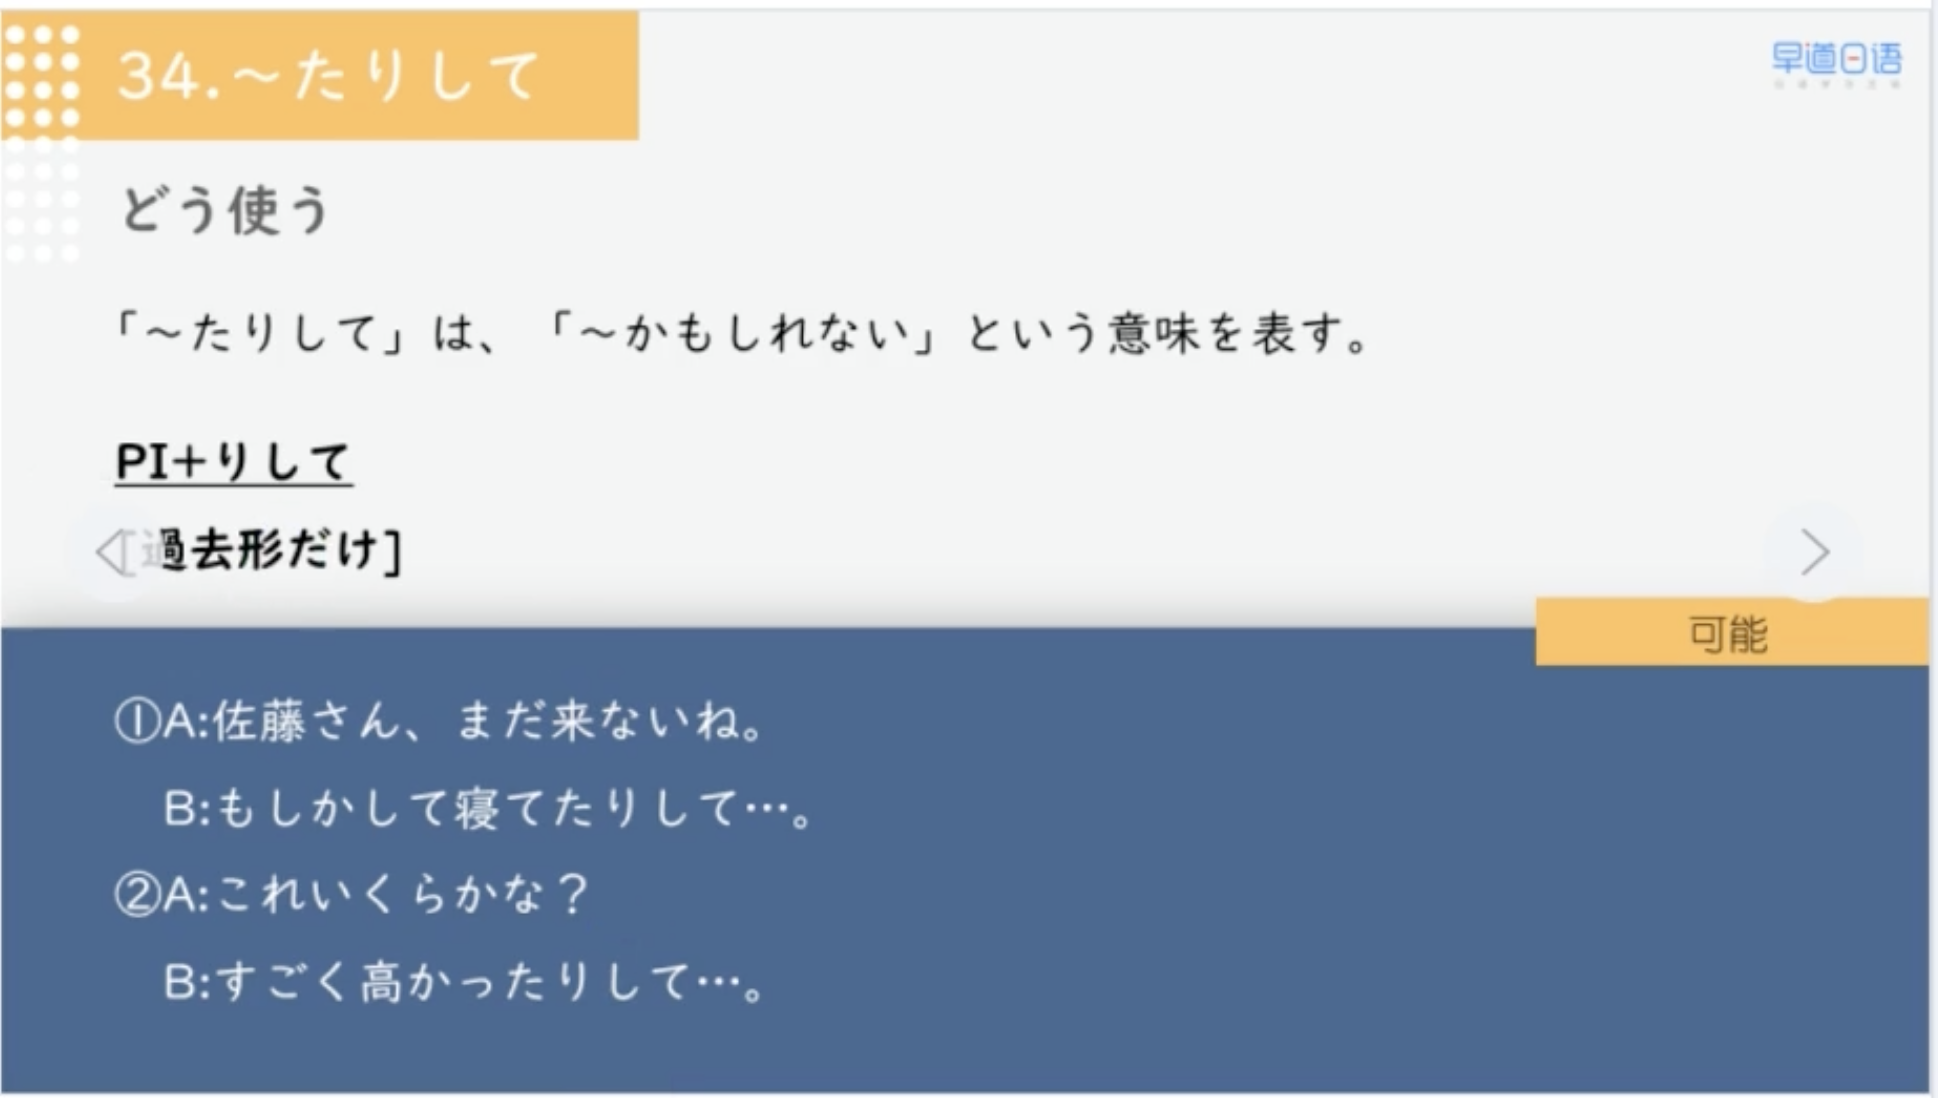 34.～たりして
早道日语
どう使う
「～たりして」は、「～かもしれない」という意味を表す。
PI+りして
[過去形だけ]
可能
①A:佐藤さん、まだ来ないね。
B:もしかして寝てたりして…。
②A:これいくらかな？
B:すごく高かったりして…。